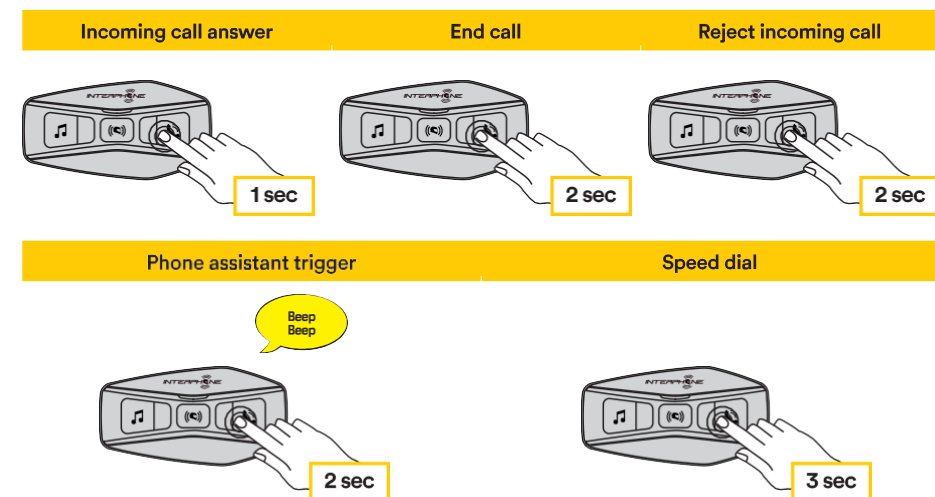 Incoming call answer
End call
Reject incoming call
INTERPHONE
INTERPHONE
INTERPHONE
1 sec
2 sec
2 sec
Phone assistant trigger
Speed dial
Beep
Beep
INTERPHONE
INTERPHONE
2 sec
3 sec